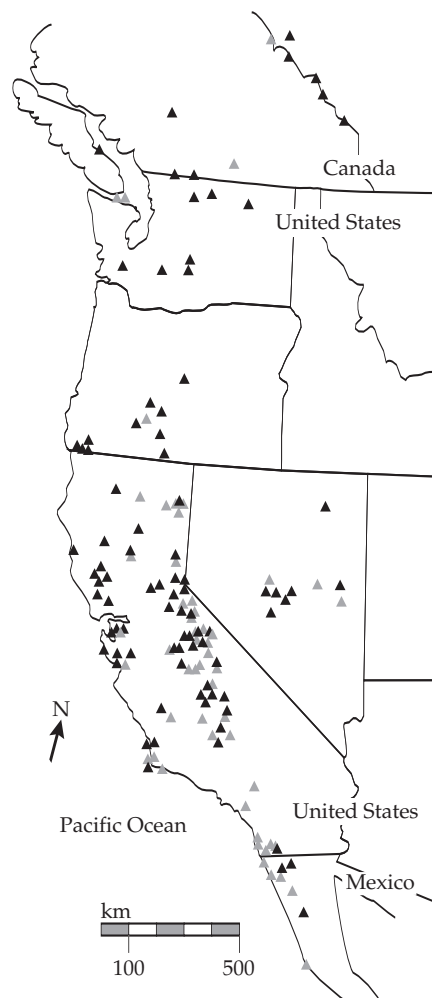 Canada
United States
N
United States
Pacific Ocean
Mexico
km
100 500